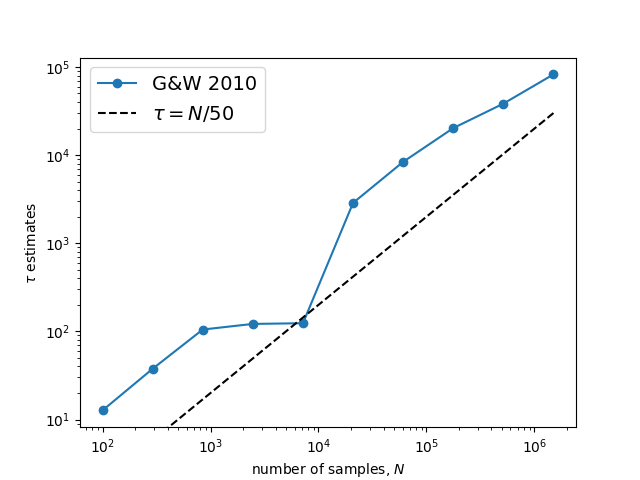 G&W 2010
τ = N/50
10⁵
10⁴
10³
10²
10¹
τ estimates
10²
10³
10⁴
10⁵
10⁶
number of samples, N